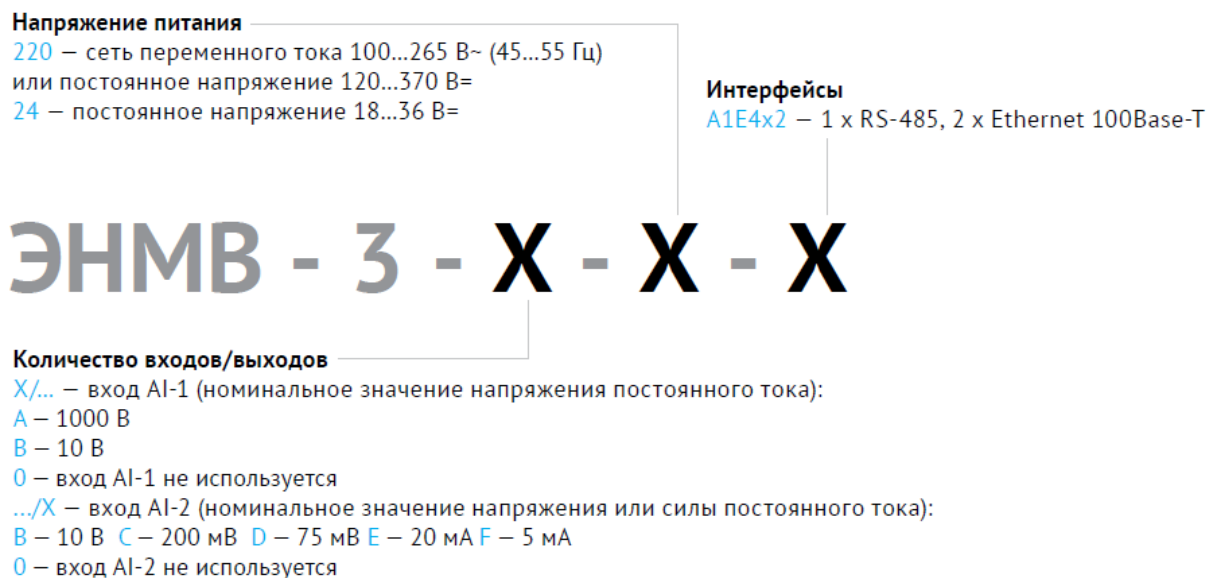 Напряжение питания
220 — сеть переменного тока 100...265 В~ (45...55 Гц)
или постоянное напряжение 120...370 В=
24 — постоянное напряжение 18...36 В=
Интерфейсы
A1E4x2 — 1 x RS-485, 2 x Ethernet 100Base-T
ЭНМВ - 3 - X - X - X
Количество входов/выходов
X/... — вход AI-1 (номинальное значение напряжения постоянного тока):
A — 1000 В
B — 10 В
0 — вход AI-1 не используется
.../X — вход AI-2 (номинальное значение напряжения или силы постоянного тока):
B — 10 В C — 200 мВ D — 75 мВ E — 20 мА F — 5 мА
0 — вход AI-2 не используется